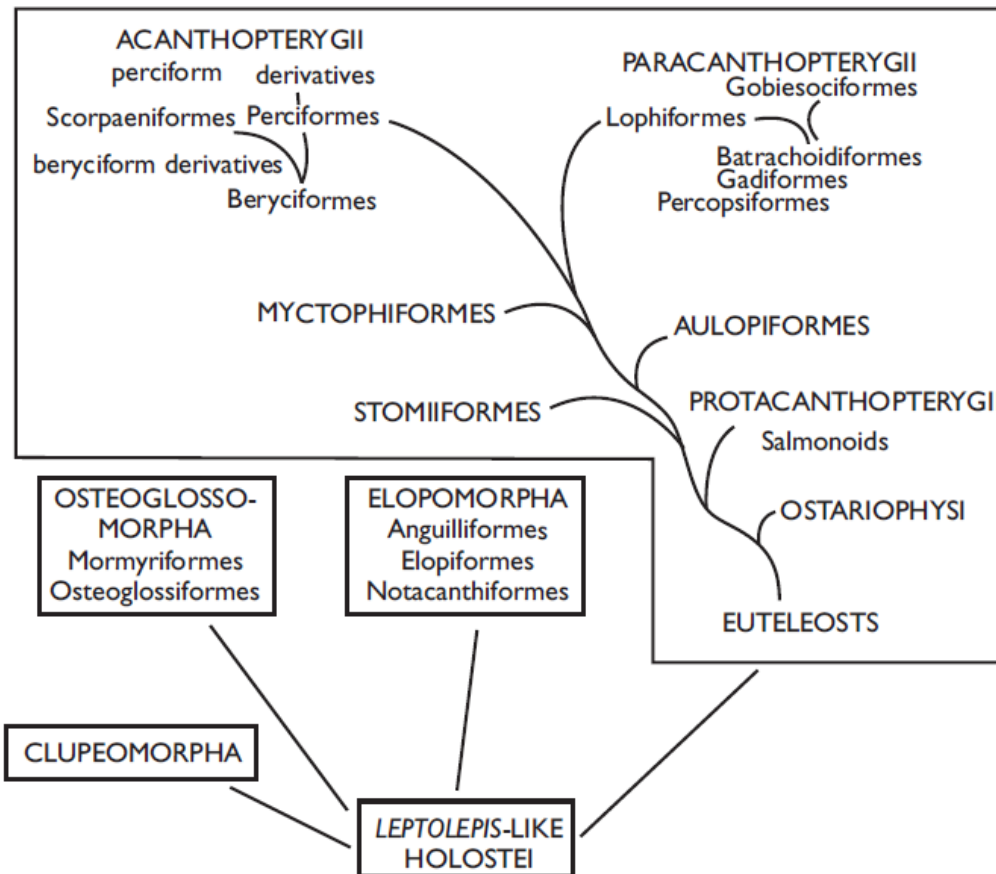 ACANTHOPTERYGII
perciform derivatives
Scorpaeniformes Perciformes
beryciform derivatives
Beryciformes
PARACANTHOPTERYGII
Gobiesociformes
Lophiformes
Batrachoidiformes
Gadiformes
Percopsiformes
MYCTOPHIFORMES
AULOPIFORMES
STOMIIFORMES
PROTACANTHOPTERYGII
Salmonoids
OSTARIOPHYSI
EUTELEOSTS
OSTEOGLOSSO-
MORPHA
Mormyriformes
Osteoglossiformes
ELOPOMORPHA
Anguilliformes
Elopiformes
Notacanthiformes
CLUPEOMORPHA
LEPTOLEPIS-LIKE
HOLOSTEI